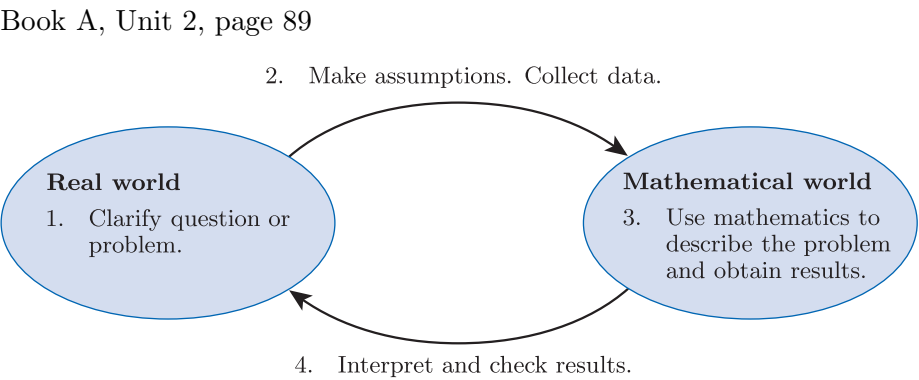 Book A, Unit 2, page 89
2. Make assumptions. Collect data.
Real world
1. Clarify question or
problem.
Mathematical world
3. Use mathematics to
describe the problem
and obtain results.
4. Interpret and check results.